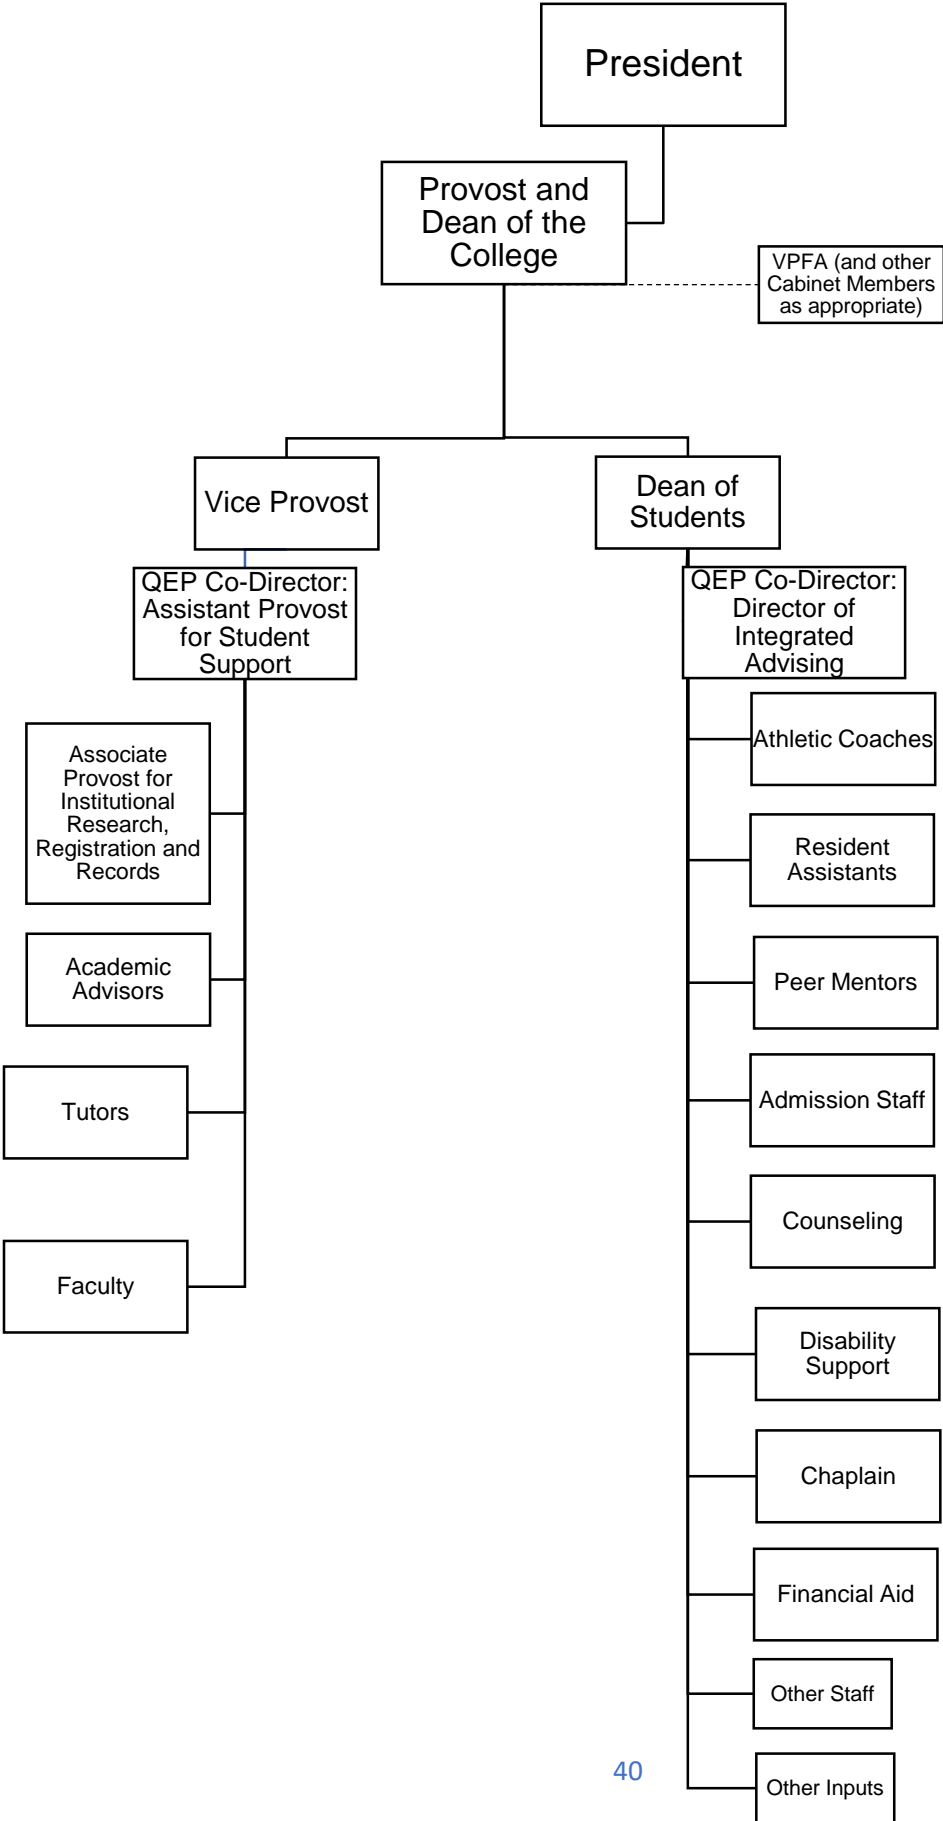 President
Provost and
Dean of the
College
VPFA (and other
Cabinet Members
as appropriate)
Vice Provost
Dean of
Students
QEP Co-Director:
Assistant Provost
for Student
Support
QEP Co-Director:
Director of
Integrated
Advising
Associate
Provost for
Institutional
Research,
Registration and
Records
Academic
Advisors
Tutors
Faculty
Athletic Coaches
Resident
Assistants
Peer Mentors
Admission Staff
Counseling
Disability
Support
Chaplain
Financial Aid
Other Staff
Other Inputs
40